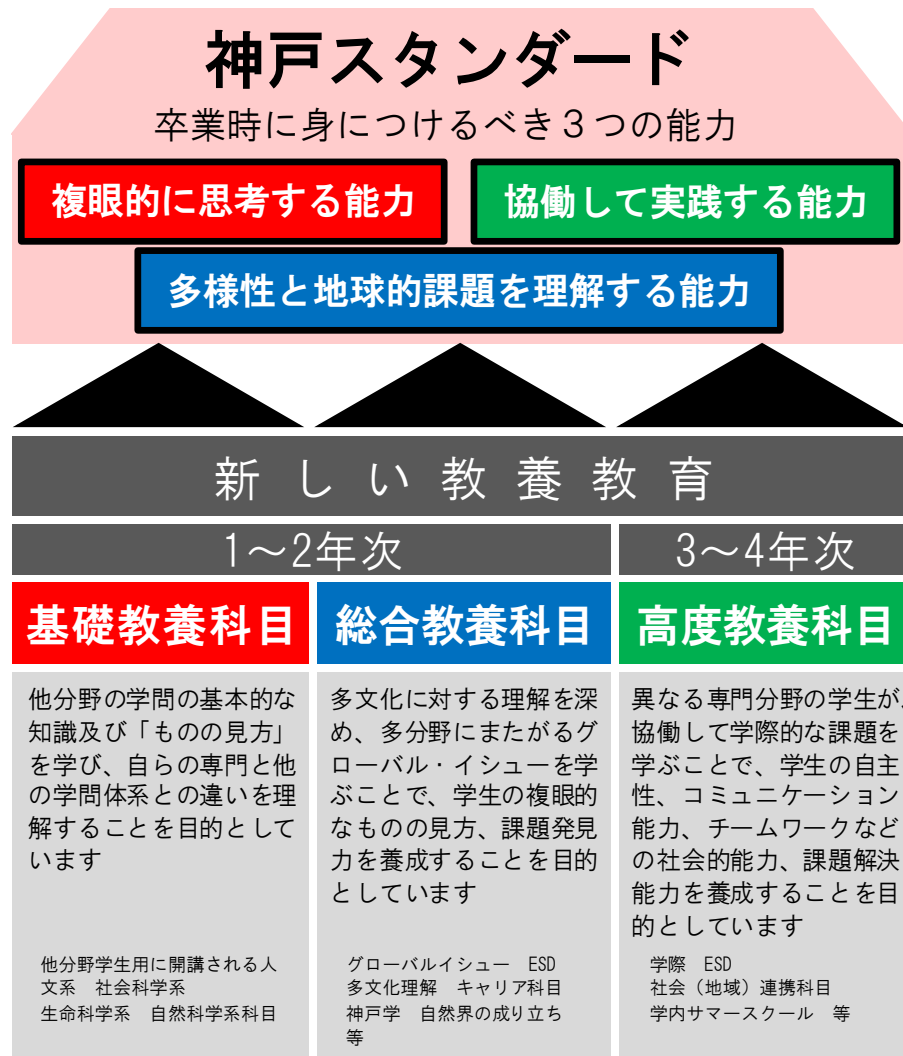 神戸スタンダード
卒業時に身につけるべき３つの能力
複眼的に思考する能力
協働して実践する能力
多様性と地球的課題を理解する能力
新しい教養教育
1～2年次
3～4年次
基礎教養科目
総合教養科目
高度教養科目
他分野の学問の基本的な
知識及び「ものの見方」
を学び、自らの専門と他
の学問体系との違いを理
解することを目的として
います
他分野学生用に開講される人
文系　社会科学系
生命科学系　自然科学系科目
多文化に対する理解を深
め、多分野にまたがるグ
ローバル・イシューを学
ぶことで、学生の複眼的
なものの見方、課題発見
力を養成することを目的
としています
グローバルイシュー　ESD
多文化理解　キャリア科目
神戸学　自然界の成り立ち
等
異なる専門分野の学生が、
協働して学際的な課題を
学ぶことで、学生の自主
性、コミュニケーション
能力、チームワークなど
の社会的能力、課題解決
能力を養成することを目
的としています
学際　ESD
社会（地域）連携科目
学内サマースクール　等